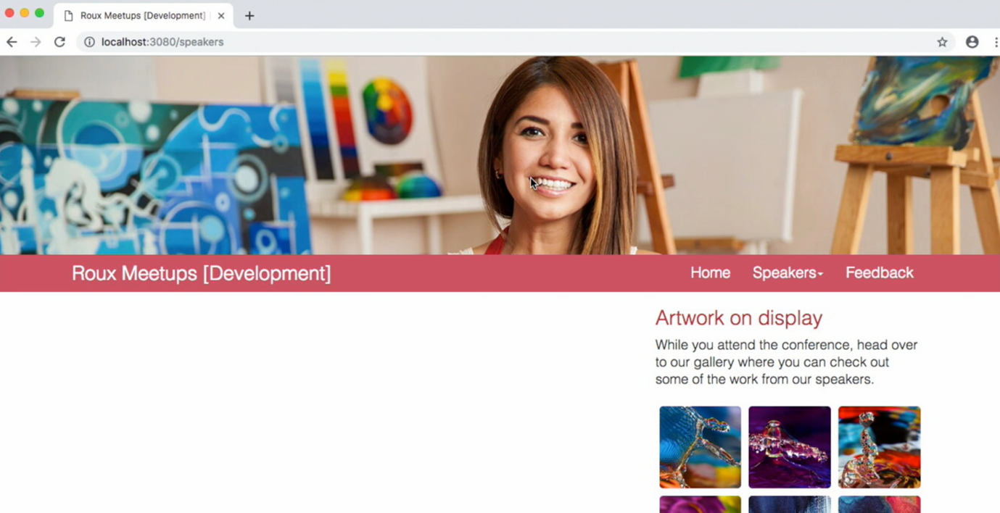 Roux Meetups [Development]
localhost:3080/speakers
Roux Meetups [Development]
Home
Speakers
Feedback
Artwork on display
While you attend the conference, head over
to our gallery where you can check out
some of the work from our speakers.